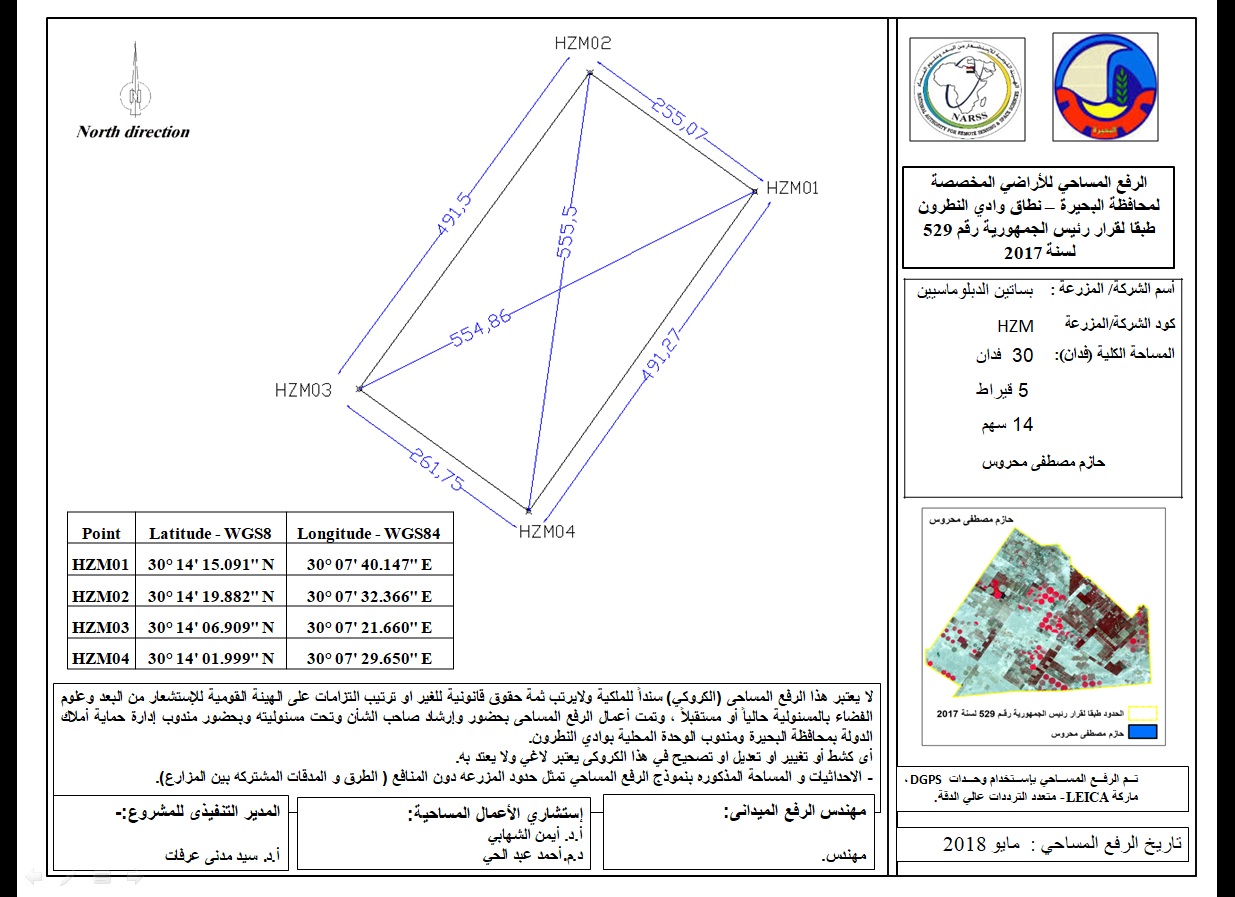 HZM02
255,07
HZM01
491,5
555,5
554,86
491,27
HZM03
261,75
HZM04
N
North direction
Point Latitude - WGS8 Longitude - WGS84
HZM01 30° 14' 15.091" N 30° 07' 40.147" E
HZM02 30° 14' 19.882" N 30° 07' 32.366" E
HZM03 30° 14' 06.909" N 30° 07' 21.660" E
HZM04 30° 14' 01.999" N 30° 07' 29.650" E
لا يعتبر هذا الرفع المساحى (الكروكي) سنداً للملكية ولايرتب ثمة حقوق قانونية للغير او ترتيب التزامات على الهيئة القومية للإستشعار من البعد وعلوم
الفضاء بالمسئولية حالياً أو مستقبلاً ، وتمت أعمال الرفع المساحى بحضور وإرشاد صاحب الشأن وتحت مسئوليته وبحضور مندوب إدارة حماية أملاك
الدولة بمحافظة البحيرة ومندوب الوحدة المحلية بوادي النطرون.
أى كشط أو تغيير او تعديل او تصحيح في هذا الكروكى يعتبر لاغي ولا يعتد به.
- الاحداثيات و المساحة المذكوره بنموذج الرفع المساحي تمثل حدود المزرعه دون المنافع ( الطرق و المدقات المشتركه بين المزارع).
مهندس الرفع الميدانى:
مهندس.
إستشاري الأعمال المساحية:
أ.د. أيمن الشهابي
د.م.أحمد عبد الحي
المدير التنفيذى للمشروع:-
أ.د. سيد مدنى عرفات
NARSS
NATIONAL AUTHORITY FOR REMOTE SENSING & SPACE SCIENCES
البحيرة
الرفع المساحي للأراضي المخصصة
لمحافظة البحيرة – نطاق وادي النطرون
طبقا لقرار رئيس الجمهورية رقم 529
لسنة 2017
أسم الشركة/ المزرعة : بساتين الدبلوماسيين
كود الشركة/المزرعة HZM
المساحة الكلية (فدان): 30 فدان
5 قيراط
14 سهم
حازم مصطفى محروس
حازم مصطفى محروس
الحدود طبقا لقرار رئيس الجمهورية رقم 529 لسنة 2017
حازم مصطفى محروس
تـم الرفـع المسـاحي بإسـتخدام وحـدات DGPS،
ماركة LEICA- متعدد الترددات عالي الدقة.
تاريخ الرفع المساحي : مايو 2018